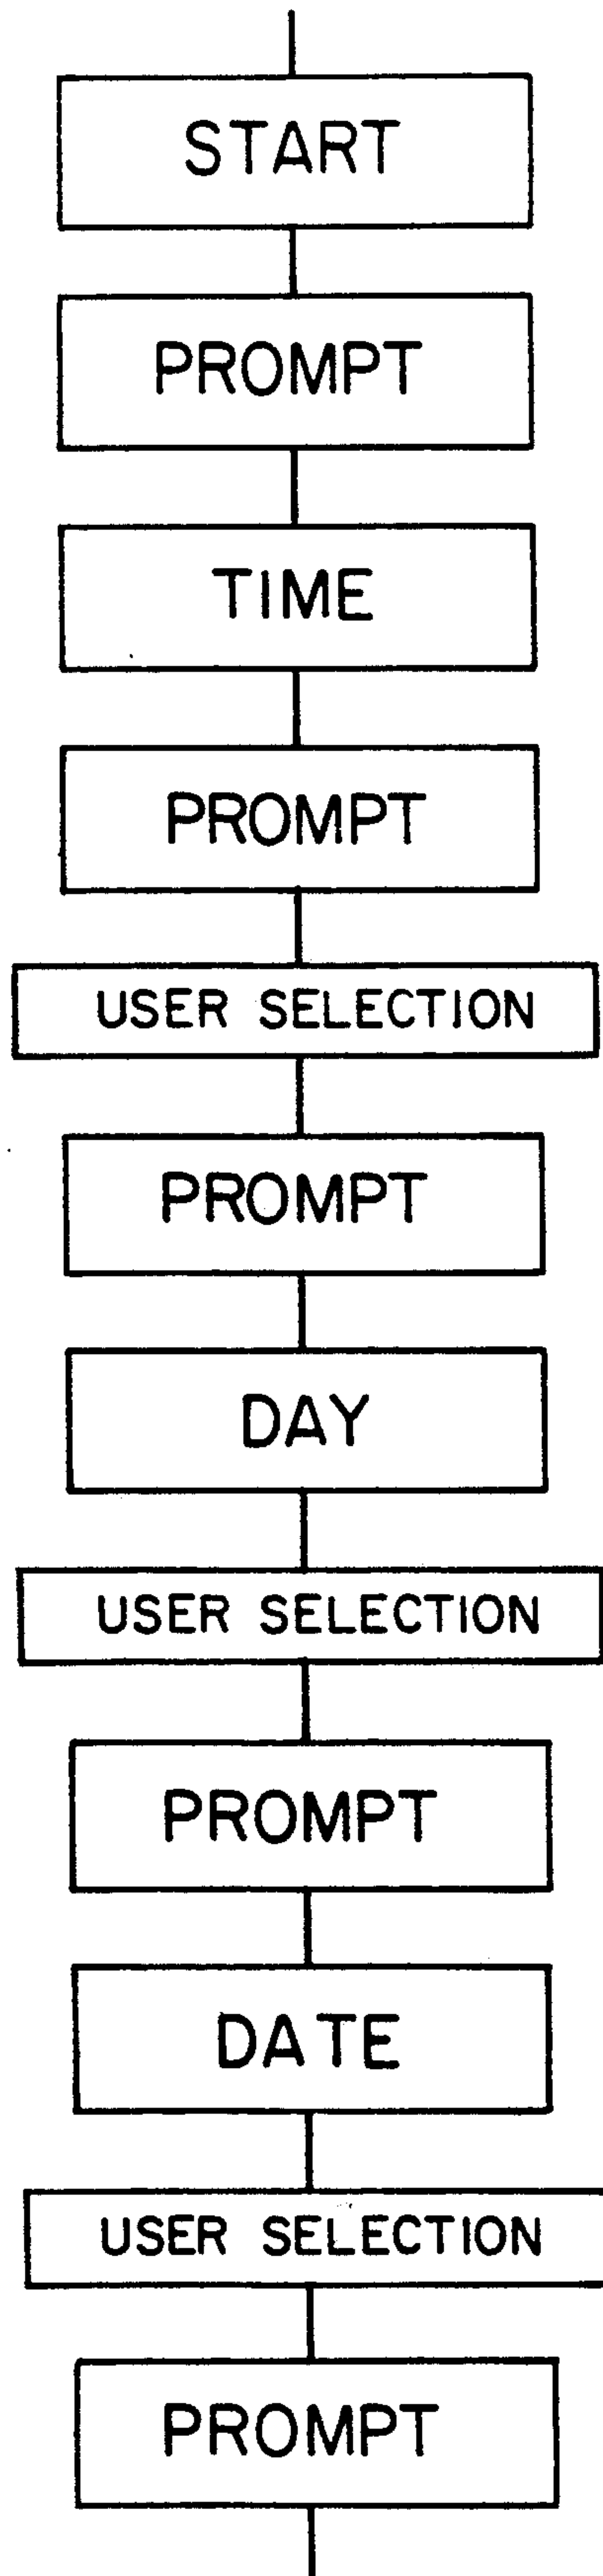 START
PROMPT
TIME
PROMPT
USER SELECTION
PROMPT
DAY
USER SELECTION
PROMPT
DATE
USER SELECTION
PROMPT